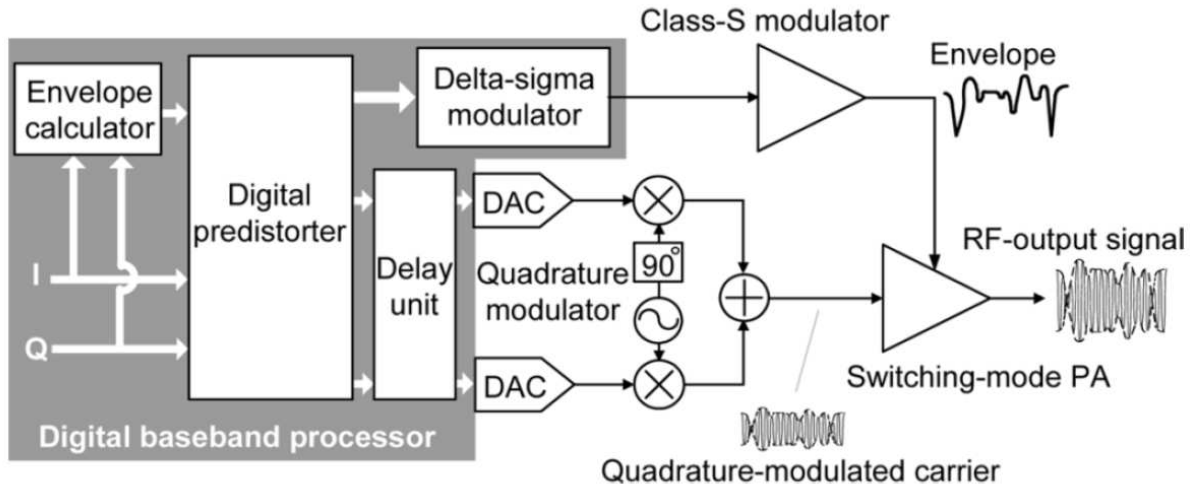 Class-S modulator
Envelope
Envelope
calculator
Delta-sigma
modulator
Digital
predistorter
DAC
I
Q
Delay
unit
Quadrature
modulator
90°
RF-output signal
DAC
Switching-mode PA
Digital baseband processor
Quadrature-modulated carrier